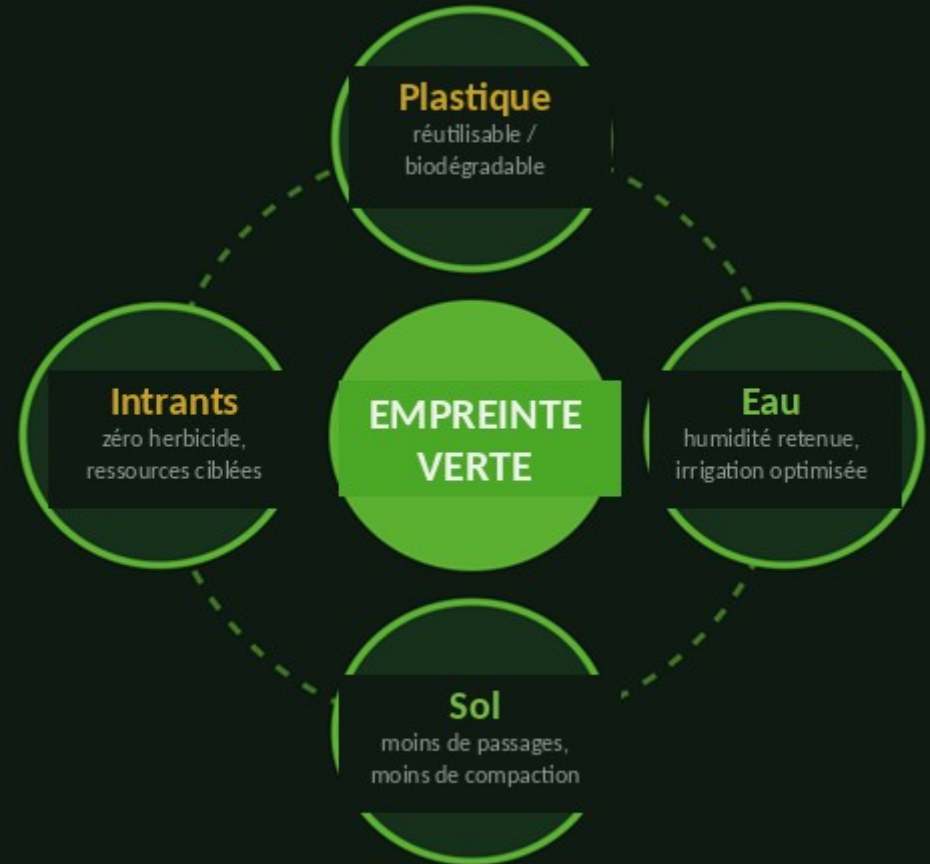 Plastique
réutilisable /
biodégradable
Intrants
zéro herbicide,
ressources ciblées
EMPREINTE
VERTE
Eau
humidité retenue,
irrigation optimisée
Sol
moins de passages,
moins de compaction